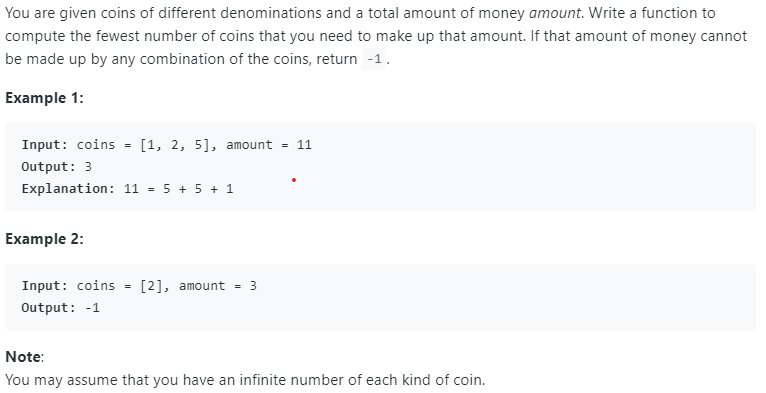 You are given coins of different denominations and a total amount of money amount. Write a function to
compute the fewest number of coins that you need to make up that amount. If that amount of money cannot
be made up by any combination of the coins, return -1.
Example 1:
Input: coins = [1, 2, 5], amount = 11
Output: 3
Explanation: 11 = 5 + 5 + 1
Example 2:
Input: coins = [2], amount = 3
Output: -1
Note:
You may assume that you have an infinite number of each kind of coin.